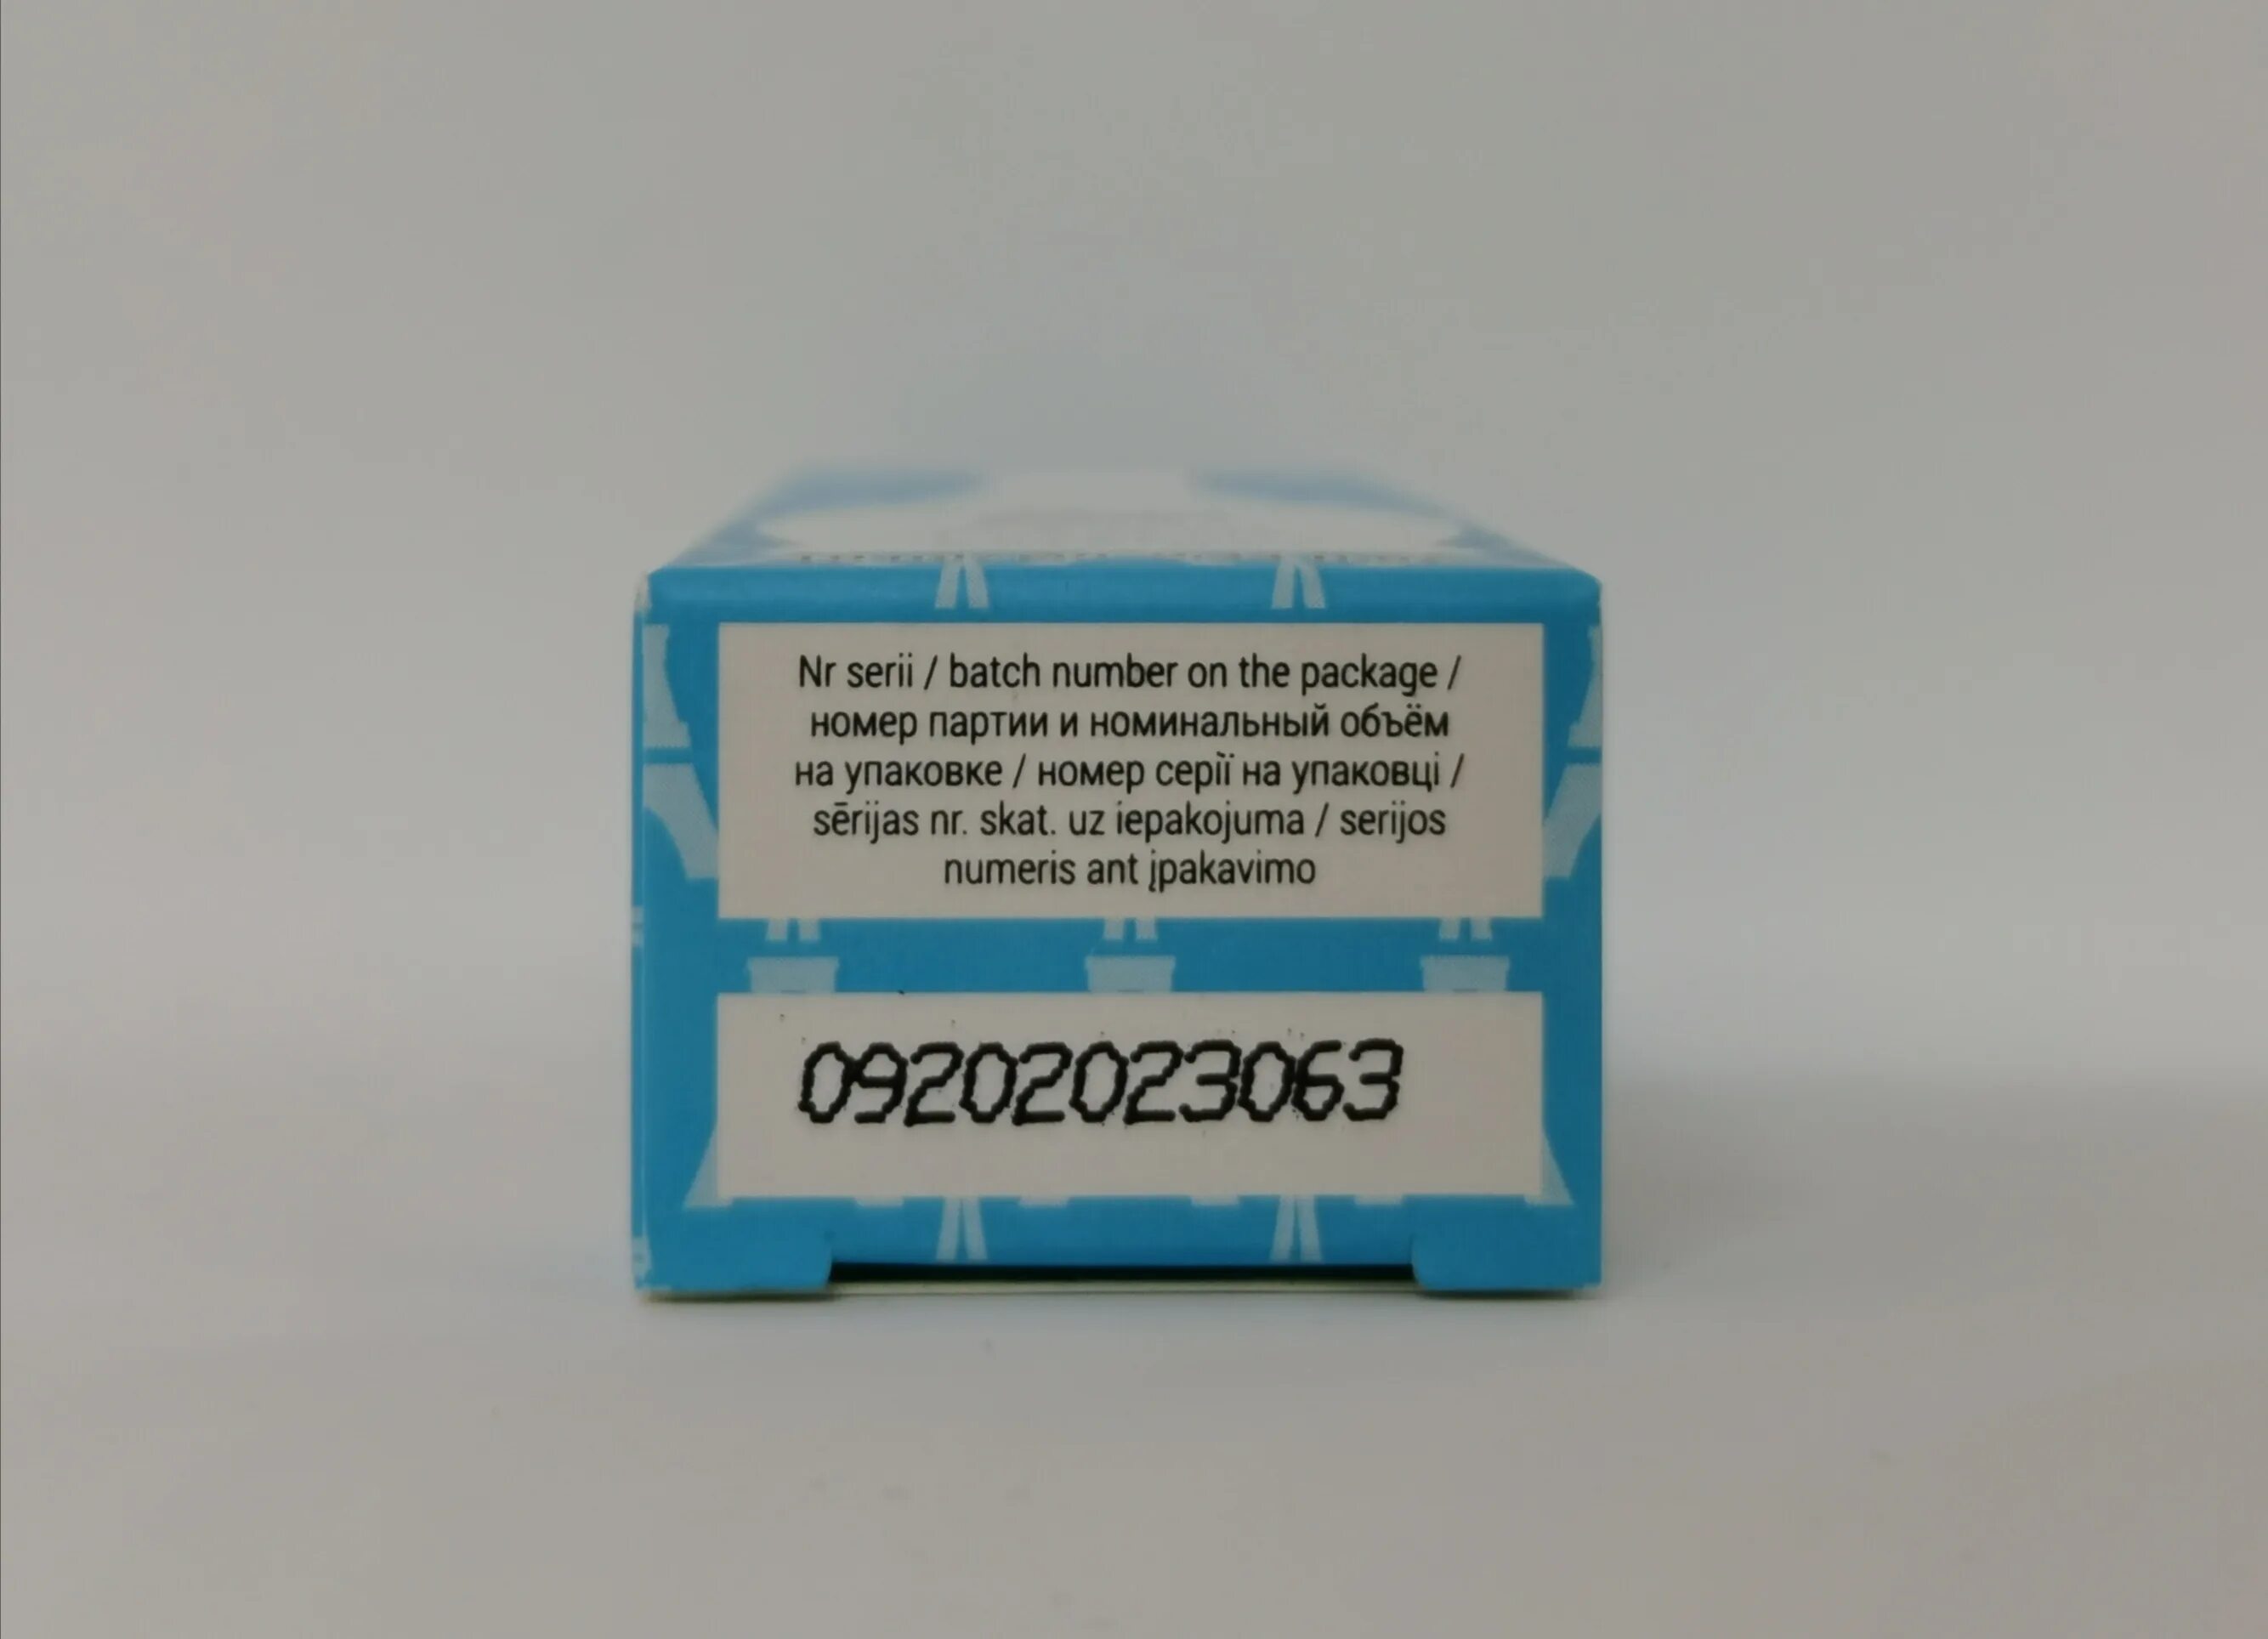 Nr serii / batch number on the package /
номер партии и номинальный объём
на упаковке / номер серії на упаковці /
sērijas nr. skat. uz iepakojuma / serijos
numeris ant įpakavimo
09202023063